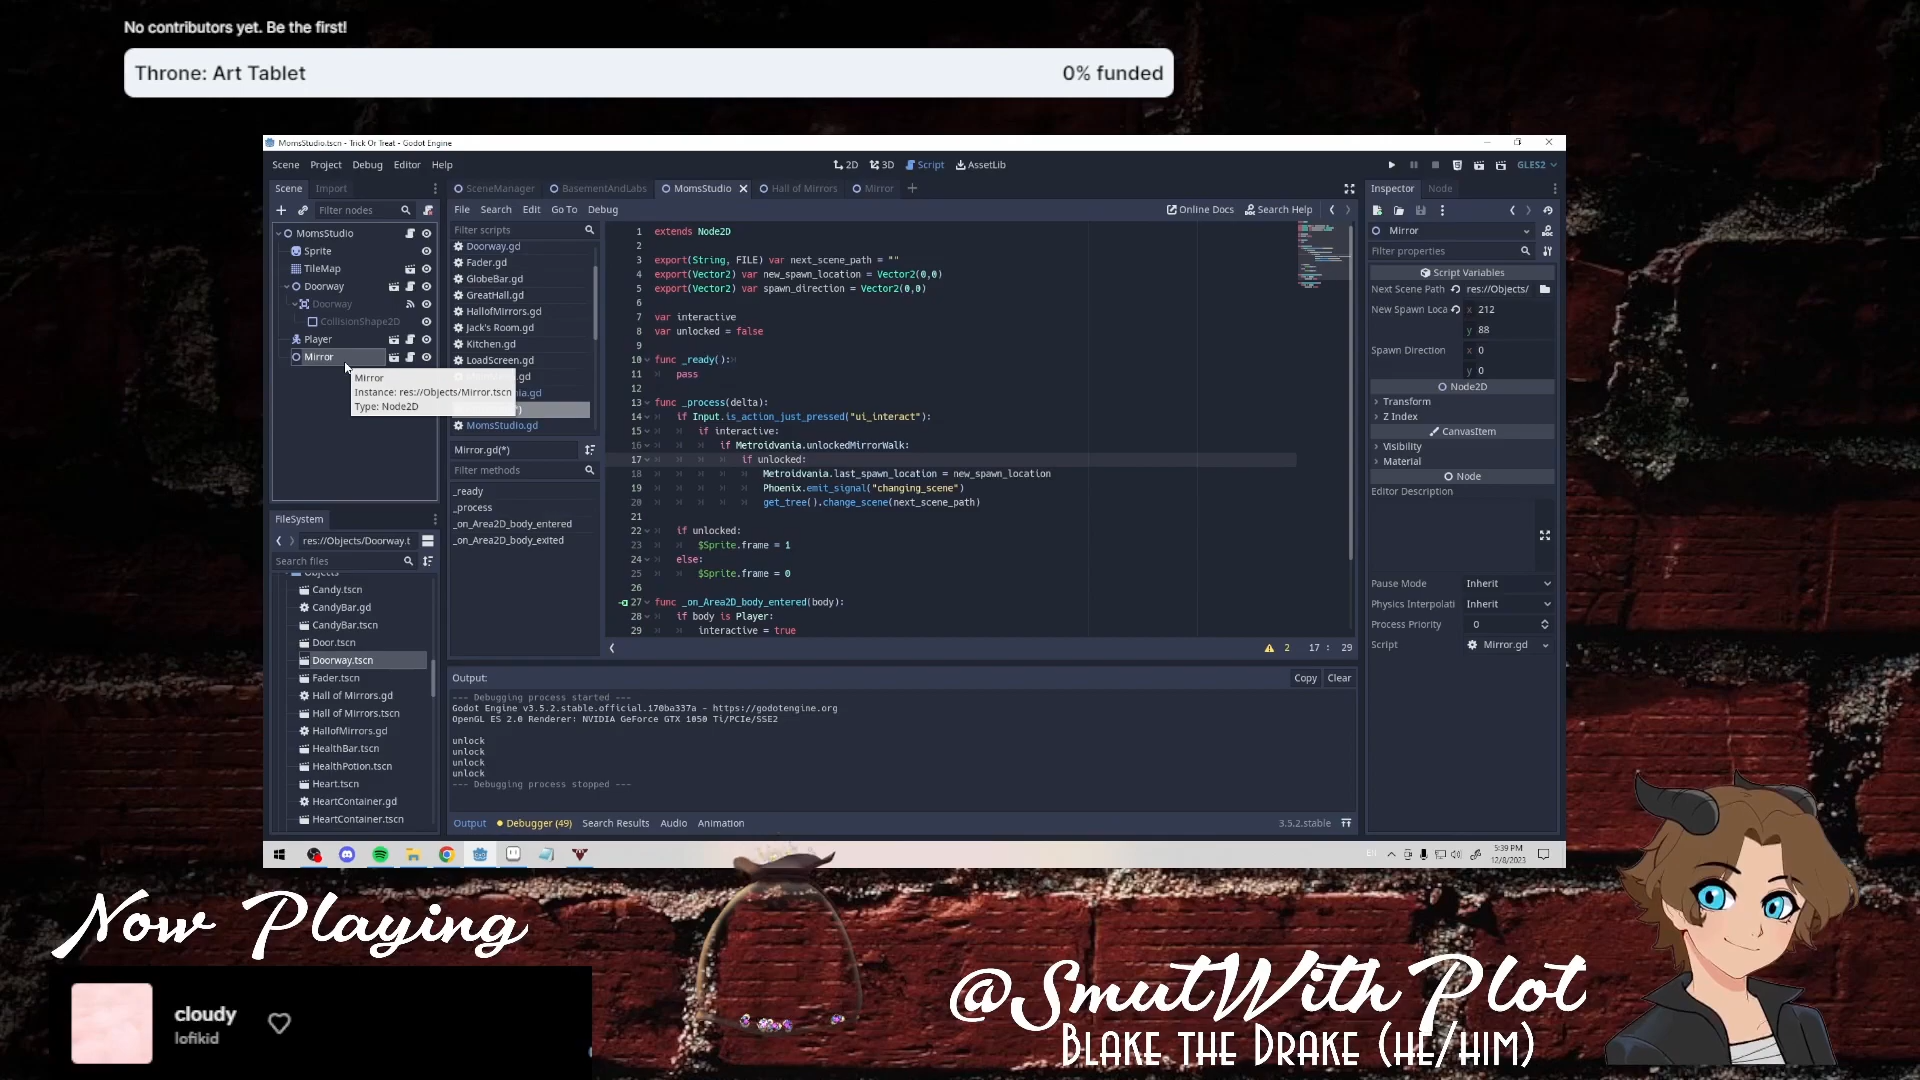 No contributors yet. Be the first!
Throne: Art Tablet
0% funded
MomsStudio.tscn - Trick Or Treat - Godot Engine
Scene Project Debug Editor Help
2D 3D Script AssetLib
GLES2
Scene Import
SceneManager BasementAndLabs MomsStudio Hall of Mirrors Mirror
Inspector Node
Filter nodes
File Search Edit Go To Debug
Online Docs Search Help
MomsStudio
Sprite
TileMap
Doorway
Doorway
CollisionShape2D
Player
Mirror
Mirror
Instance: res://Objects/Mirror.tscn
Type: Node2D
FileSystem
res://Objects/Doorway.t
Search files
Objects
Candy.tscn
CandyBar.gd
CandyBar.tscn
Door.tscn
Doorway.tscn
Fader.tscn
Hall of Mirrors.gd
Hall of Mirrors.tscn
HallofMirrors.gd
HealthBar.tscn
HealthPotion.tscn
Heart.tscn
HeartContainer.gd
HeartContainer.tscn
Filter scripts
Doorway.gd
Fader.gd
GlobeBar.gd
GreatHall.gd
HallofMirrors.gd
Jack's Room.gd
Kitchen.gd
LoadScreen.gd
MomsStudio.gd
Mirror.gd(*)
Filter methods
_ready
_process
_on_Area2D_body_entered
_on_Area2D_body_exited
1 extends Node2D
2
3 export(String, FILE) var next_scene_path = ""
4 export(Vector2) var new_spawn_location = Vector2(0,0)
5 export(Vector2) var spawn_direction = Vector2(0,0)
6
7 var interactive
8 var unlocked = false
9
10 func _ready():
11 pass
12
13 func _process(delta):
14 if Input.is_action_just_pressed("ui_interact"):
15 if interactive:
16 if Metroidvania.unlockedMirrorWalk:
17 if unlocked:
18 Metroidvania.last_spawn_location = new_spawn_location
19 Phoenix.emit_signal("changing_scene")
20 get_tree().change_scene(next_scene_path)
21
22 if unlocked:
23 $Sprite.frame = 1
24 else:
25 $Sprite.frame = 0
26
27 func _on_Area2D_body_entered(body):
28 if body is Player:
29 interactive = true
2 17 : 29
Output: Copy Clear
--- Debugging process started ---
Godot Engine v3.5.2.stable.official.170ba337a - https://godotengine.org
OpenGL ES 2.0 Renderer: NVIDIA GeForce GTX 1050 Ti/PCIe/SSE2
unlock
unlock
unlock
unlock
--- Debugging process stopped ---
Output Debugger (49) Search Results Audio Animation
3.5.2.stable
Mirror
Filter properties
Script Variables
Next Scene Path res://Objects/
New Spawn Loca x 212
y 88
Spawn Direction x 0
y 0
Node2D
Transform
Z Index
CanvasItem
Visibility
Material
Node
Editor Description
Pause Mode Inherit
Physics Interpolati Inherit
Process Priority 0
Script Mirror.gd
5:39 PM
12/8/2023
Now Playing
cloudy
lofikid
@SmutWithPlot
Blake the Drake (he/him)